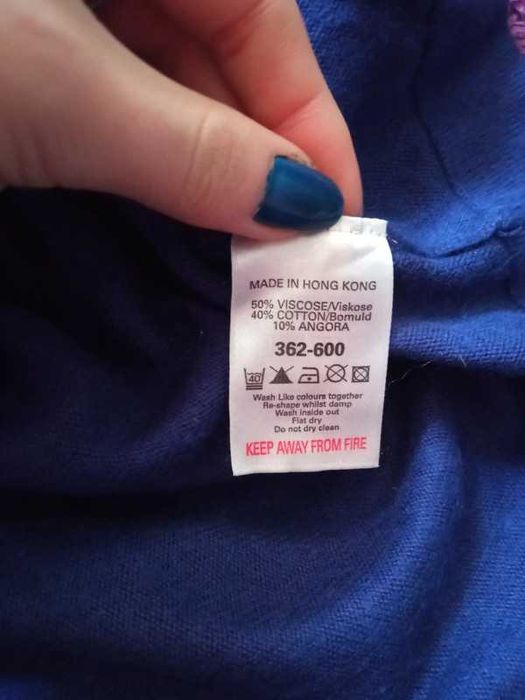 MADE IN HONG KONG
50% VISCOSE/Viskose
40% COTTON/Bomuld
10% ANGORA
362-600
40
Wash Like colours together
Re-shape whilst damp
Wash inside out
Flat dry
Do not dry clean
KEEP AWAY FROM FIRE